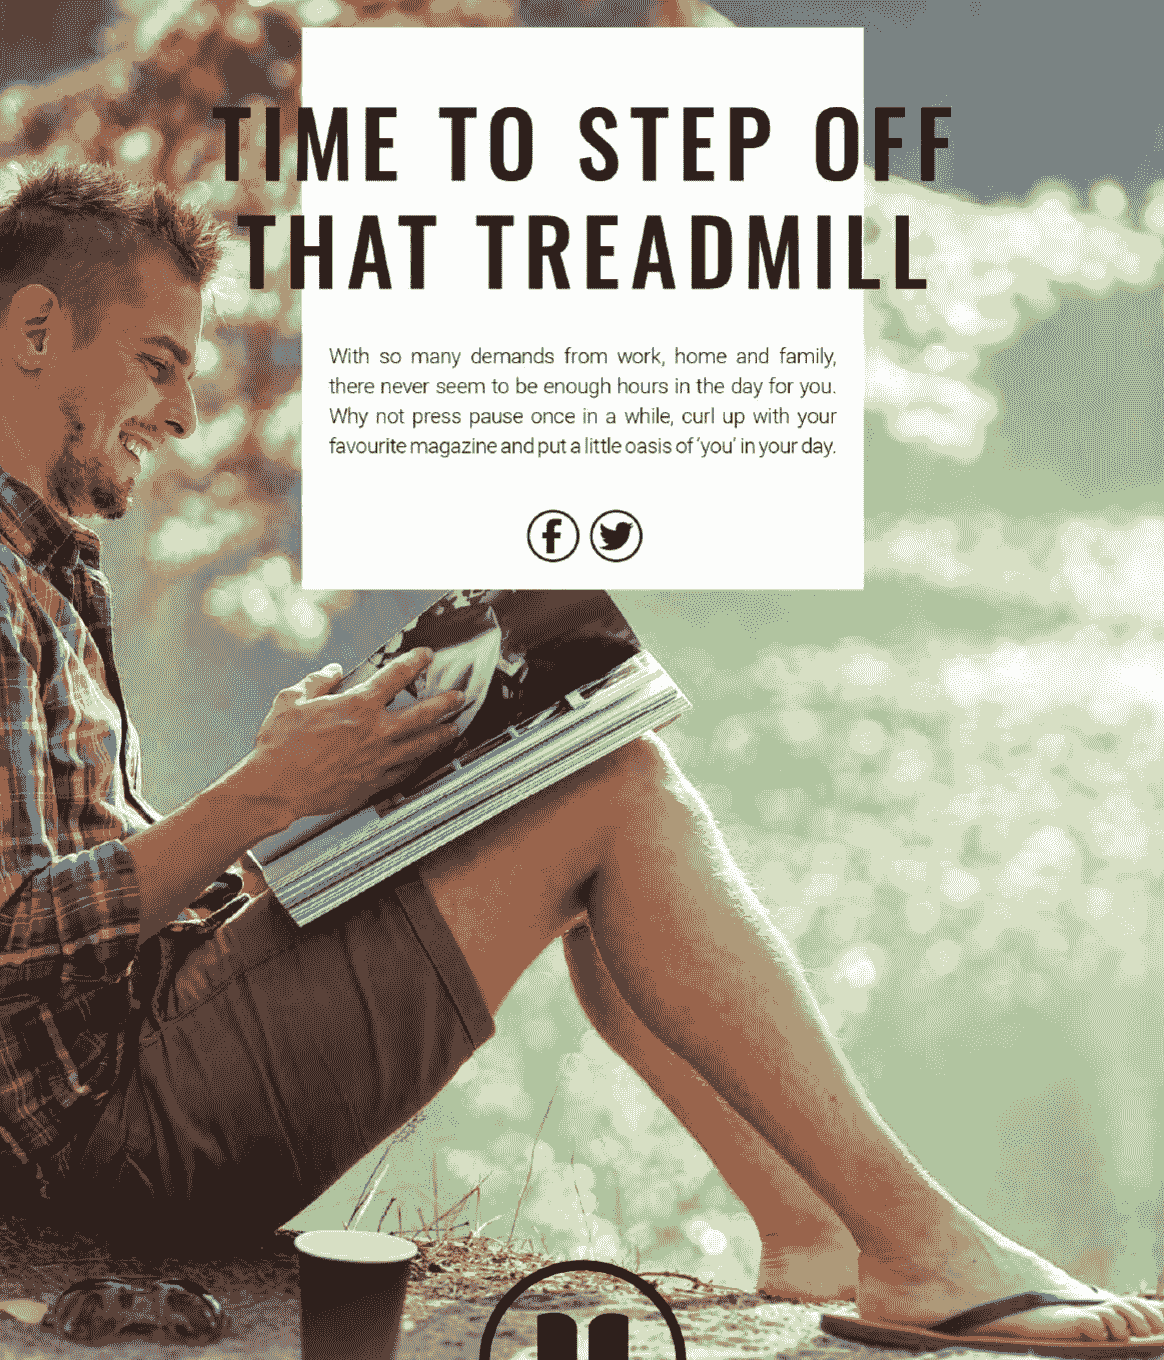 TIME TO STEP OFF
THAT TREADMILL
With so many demands from work, home and family,
there never seem to be enough hours in the day for you.
Why not press pause once in a while, curl up with your
favourite magazine and put a little oasis of ‘you’ in your day.